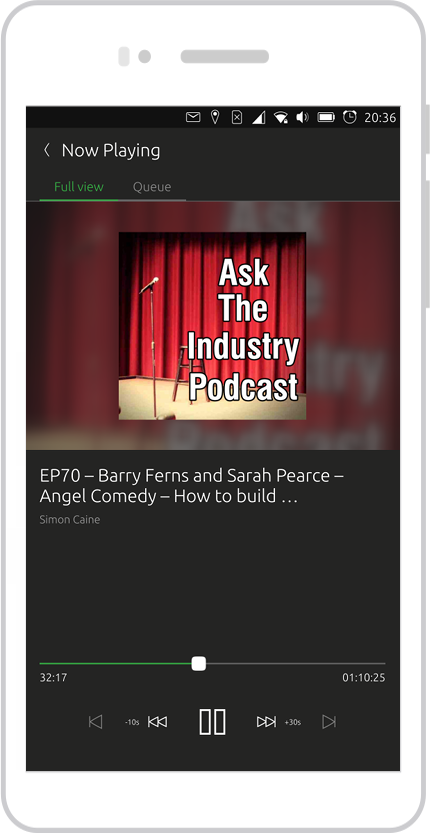 20:36
Now Playing
Full view Queue
Ask
The
Industry
Podcast
EP70 – Barry Ferns and Sarah Pearce –
Angel Comedy – How to build …
Simon Caine
32:17 01:10:25
-10s +30s